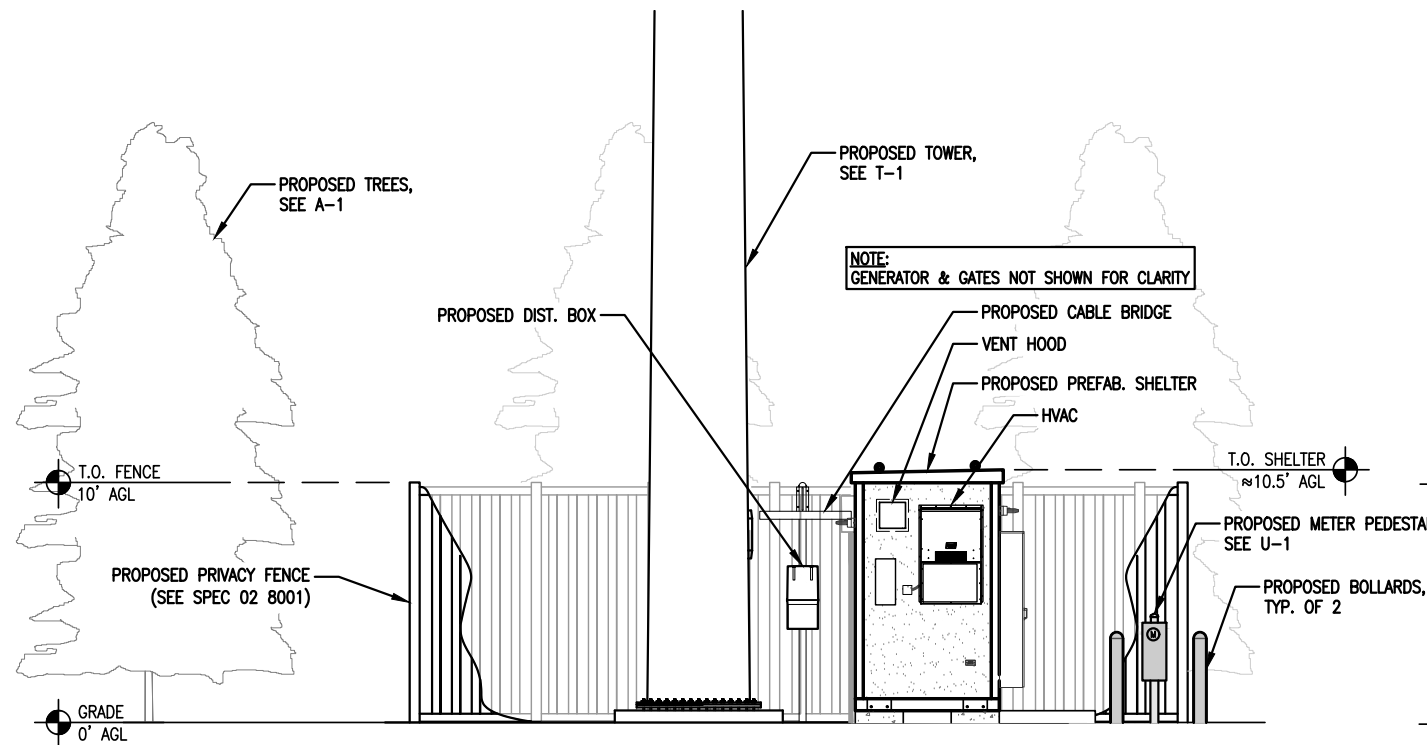 PROPOSED TREES,
SEE A-1
PROPOSED TOWER,
SEE T-1
NOTE:
GENERATOR & GATES NOT SHOWN FOR CLARITY
PROPOSED DIST. BOX
PROPOSED CABLE BRIDGE
VENT HOOD
PROPOSED PREFAB. SHELTER
HVAC
T.O. FENCE
10' AGL
T.O. SHELTER
≈10.5' AGL
PROPOSED METER PEDESTA
SEE U-1
PROPOSED PRIVACY FENCE
(SEE SPEC 02 8001)
PROPOSED BOLLARDS,
TYP. OF 2
M
GRADE
0' AGL